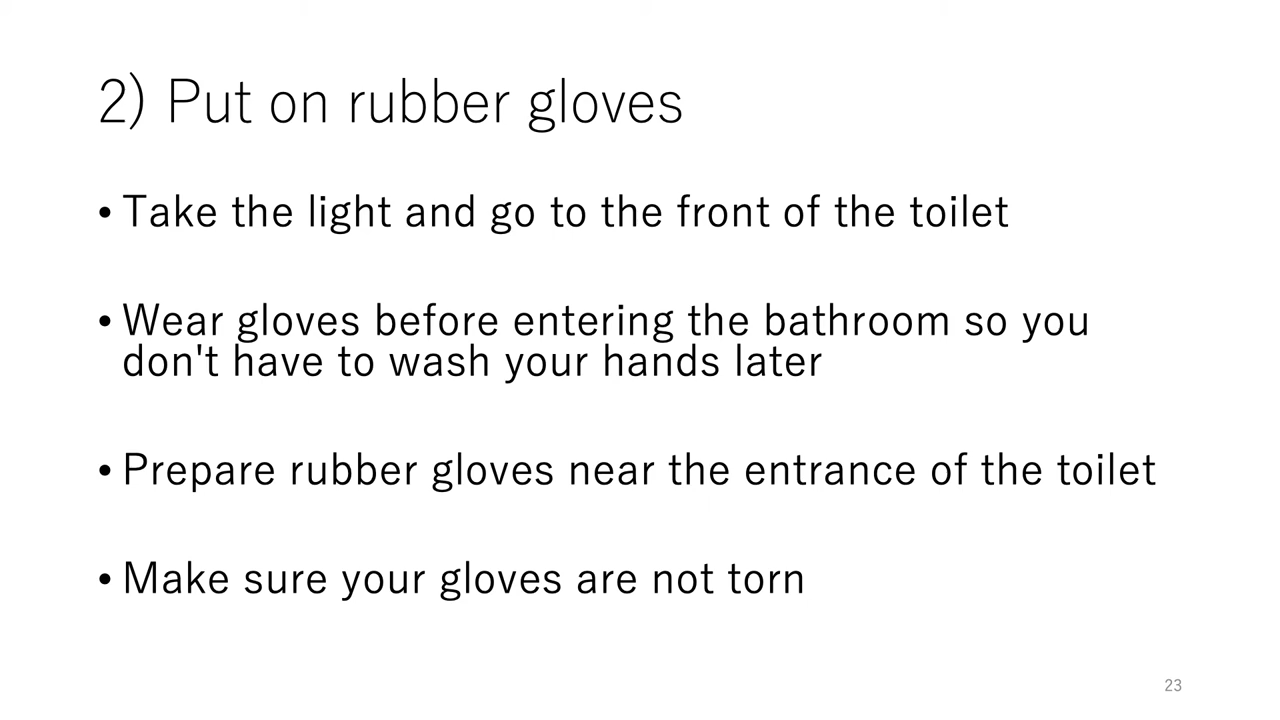 2) Put on rubber gloves
• Take the light and go to the front of the toilet
• Wear gloves before entering the bathroom so you
don't have to wash your hands later
• Prepare rubber gloves near the entrance of the toilet
• Make sure your gloves are not torn
23